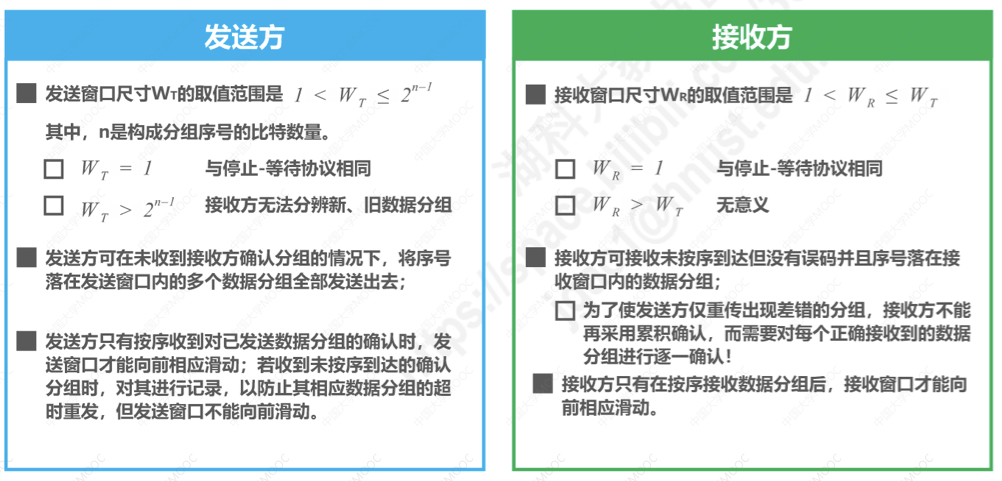 发送方
发送窗口尺寸WT的取值范围是 1 < W_T ≤ 2^{n-1}
其中，n是构成分组序号的比特数量。
W_T = 1 与停止-等待协议相同
W_T > 2^{n-1} 接收方无法分辨新、旧数据分组
发送方可在未收到接收方确认分组的情况下，将序号
落在发送窗口内的多个数据分组全部发送出去；
发送方只有按序收到对已发送数据分组的确认时，发
送窗口才能向前相应滑动；若收到未按序到达的确认
分组时，对其进行记录，以防止其相应数据分组的超
时重发，但发送窗口不能向前滑动。
接收方
接收窗口尺寸WR的取值范围是 1 < W_R ≤ W_T
W_R = 1 与停止-等待协议相同
W_R > W_T 无意义
接收方可接收未按序到达但没有误码并且序号落在接
收窗口内的数据分组；
为了使发送方仅重传出现差错的分组，接收方不能
再采用累积确认，而需要对每个正确接收到的数据
分组进行逐一确认！
接收方只有在按序接收数据分组后，接收窗口才能向
前相应滑动。